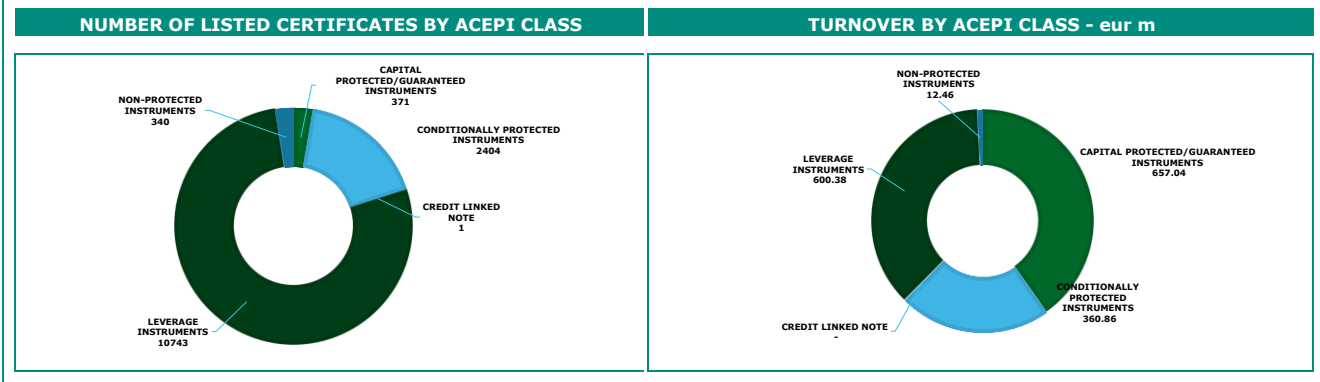 NUMBER OF LISTED CERTIFICATES BY ACEPI CLASS
CAPITAL
PROTECTED/GUARANTEED
INSTRUMENTS
371
NON-PROTECTED
INSTRUMENTS
340
CONDITIONALLY PROTECTED
INSTRUMENTS
2404
CREDIT LINKED
NOTE
1
LEVERAGE
INSTRUMENTS
10743
TURNOVER BY ACEPI CLASS - eur m
NON-PROTECTED
INSTRUMENTS
12.46
CAPITAL PROTECTED/GUARANTEED
INSTRUMENTS
657.04
LEVERAGE
INSTRUMENTS
600.38
CONDITIONALLY
PROTECTED
INSTRUMENTS
360.86
CREDIT LINKED NOTE
-